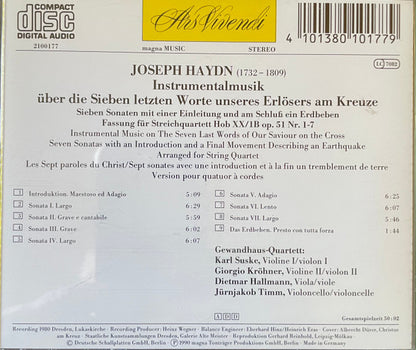 COMPACT
disc
DIGITAL AUDIO
Ars Vivendi
2100177
magna MUSIC
STEREO
4 101380 101779
LC 7082
JOSEPH HAYDN (1732–1809)
Instrumentalmusik
über die Sieben letzten Worte unseres Erlösers am Kreuze
Sieben Sonaten mit einer Einleitung und am Schluß ein Erdbeben
Fassung für Streichquartett Hob XX/1B op. 51 Nr. 1-7
Instrumental Music on The Seven Last Words of Our Saviour on the Cross
Seven Sonatas with an Introduction and a Final Movement Describing an Earthquake
Arranged for String Quartet
Les Sept paroles du Christ/Sept sonates avec une introduction et à la fin un tremblement de terre
Version pour quatuor à cordes
1 Introduktion. Maestoso ed Adagio 5:09
2 Sonata I. Largo 6:29
3 Sonata II. Grave e cantabile 5:59
4 Sonata III. Grave 6:02
5 Sonata IV. Largo 6:07
6 Sonata V. Adagio 6:25
7 Sonata VI. Lento 6:07
8 Sonata VII. Largo 5:46
9 Das Erdbeben. Presto con tutta forza 1:44
Gewandhaus-Quartett:
Karl Suske, Violine I/violon I
Giorgio Kröhner, Violine II/violon II
Dietmar Hallmann, Viola/viole
Jürnjakob Timm, Violoncello/violoncelle
A D D
Gesamtspielzeit 50:02
Recording 1980 Dresden, Lukaskirche · Recording Producer: Heinz Wegner · Balance Engineer: Eberhard Hinz/Heinrich Eras · Cover: Albrecht Dürer, Christus
am Kreuz – Staatliche Kunstsammlungen Dresden, Galerie Alte Meister · Reproduktion Gerhard Reinhold, Leipzig-Mölkau
Ⓟ Deutsche Schallplatten GmbH, Berlin · Ⓟ 1990 magna Tonträger Produktions GmbH, Berlin · Made in Germany